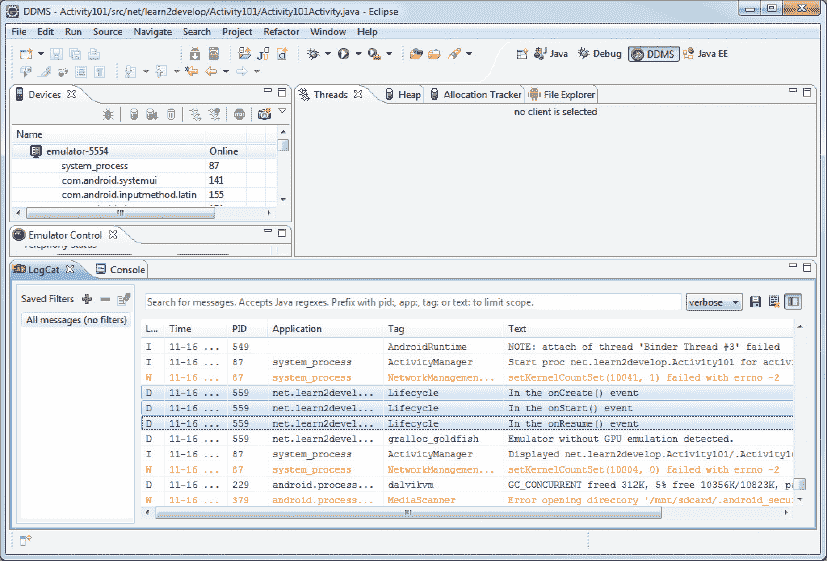 DDMS - Activity101/src/net/learn2develop/Activity101/Activity101Activity.java - Eclipse
File Edit Run Source Navigate Search Project Refactor Window Help
Java Debug DDMS Java EE
Devices
Threads Heap Allocation Tracker File Explorer
no client is selected
Name
emulator-5554 Online
system_process 87
com.android.systemui 141
com.android.inputmethod.latin 155
Emulator Control
Telephony Status
LogCat Console
Saved Filters
All messages (no filters)
Search for messages. Accepts Java regexes. Prefix with pid:, app:, tag: or text: to limit scope.
verbose
L... Time PID Application Tag Text
I 11-16 ... 549 AndroidRuntime NOTE: attach of thread 'Binder Thread #3' failed
I 11-16 ... 87 system_process ActivityManager Start proc net.learn2develop.Activity101 for activ
W 11-16 ... 87 system_process NetworkManagemen... setKernelCountSet(10041, 1) failed with errno -2
D 11-16 ... 559 net.learn2devel... Lifecycle In the onCreate() event
D 11-16 ... 559 net.learn2devel... Lifecycle In the onStart() event
D 11-16 ... 559 net.learn2devel... Lifecycle In the onResume() event
D 11-16 ... 559 net.learn2devel... gralloc_goldfish Emulator without GPU emulation detected.
I 11-16 ... 87 system_process ActivityManager Displayed net.learn2develop.Activity101/.Activity10
W 11-16 ... 87 system_process NetworkManagemen... setKernelCountSet(10004, 0) failed with errno -2
D 11-16 ... 229 android.process... dalvikvm GC_CONCURRENT freed 312K, 5% free 10356K/10823K, pa
W 11-16 ... 379 android.process... MediaScanner Error opening directory '/mnt/sdcard/.android_secu